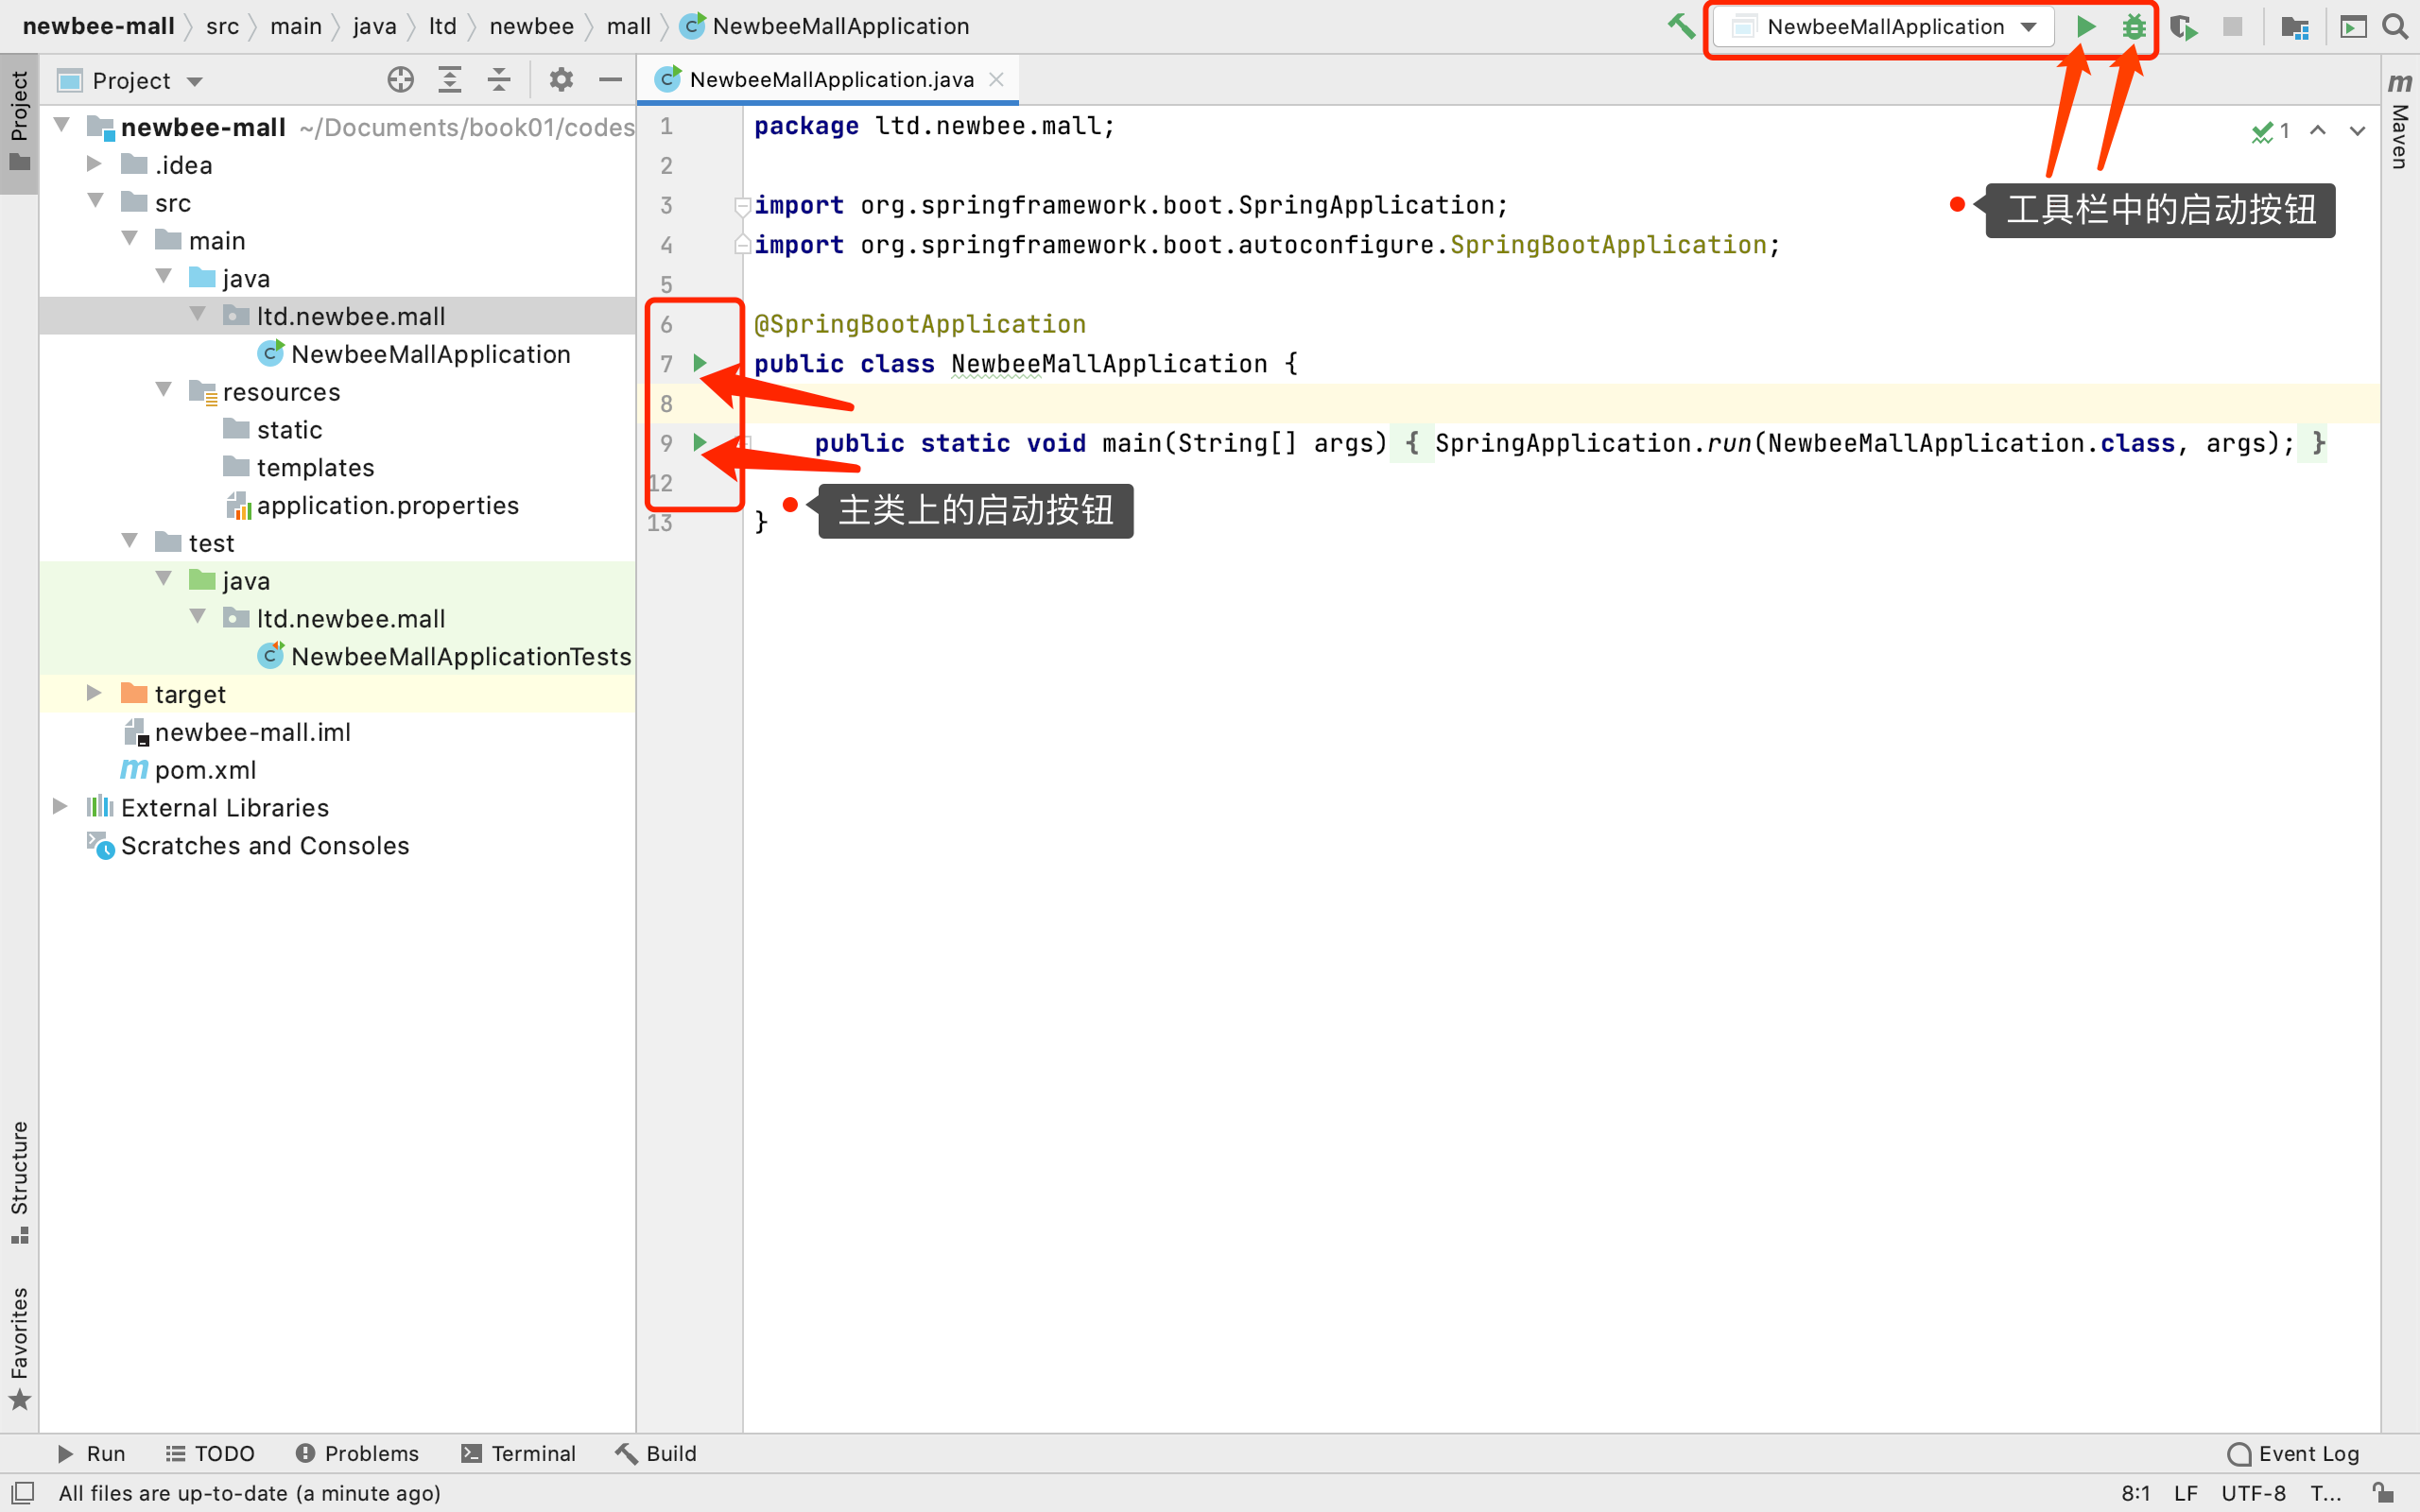 newbee-mall src main java ltd newbee mall NewbeeMallApplication
NewbeeMallApplication
Project
Project
NewbeeMallApplication.java
Maven
newbee-mall ~/Documents/book01/codes
.idea
src
main
java
ltd.newbee.mall
NewbeeMallApplication
resources
static
templates
application.properties
test
java
ltd.newbee.mall
NewbeeMallApplicationTests
target
newbee-mall.iml
pom.xml
External Libraries
Scratches and Consoles
1 package ltd.newbee.mall;
1
2
3 import org.springframework.boot.SpringApplication;
4 import org.springframework.boot.autoconfigure.SpringBootApplication;
工具栏中的启动按钮
5
6 @SpringBootApplication
7 public class NewbeeMallApplication {
8
9 public static void main(String[] args) { SpringApplication.run(NewbeeMallApplication.class, args); }
12
主类上的启动按钮
13 }
Structure
Favorites
Run TODO Problems Terminal Build Event Log
All files are up-to-date (a minute ago) 8:1 LF UTF-8 T...